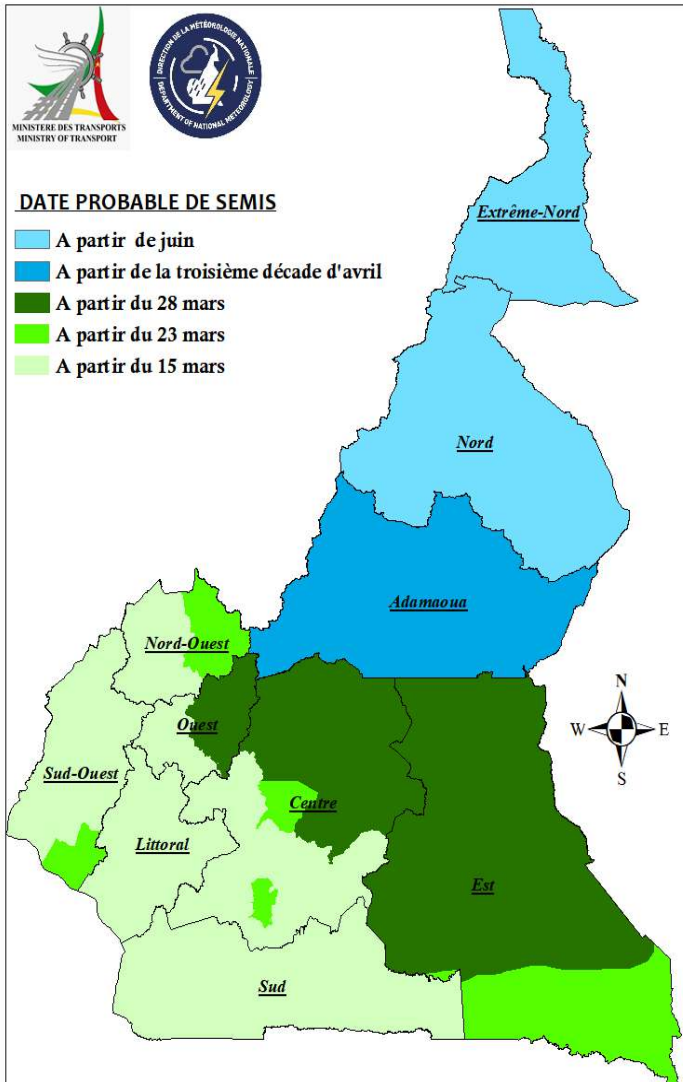 MINISTERE DES TRANSPORTS
MINISTRY OF TRANSPORT
DIRECTION DE LA MÉTÉOROLOGIE NATIONALE
DEPARTMENT OF NATIONAL METEOROLOGY
DATE PROBABLE DE SEMIS
A partir de juin
A partir de la troisième décade d'avril
A partir du 28 mars
A partir du 23 mars
A partir du 15 mars
Extrême-Nord
Nord
Adamaoua
Nord-Ouest
Ouest
Sud-Ouest
Centre
Littoral
Est
Sud
N
W E
S